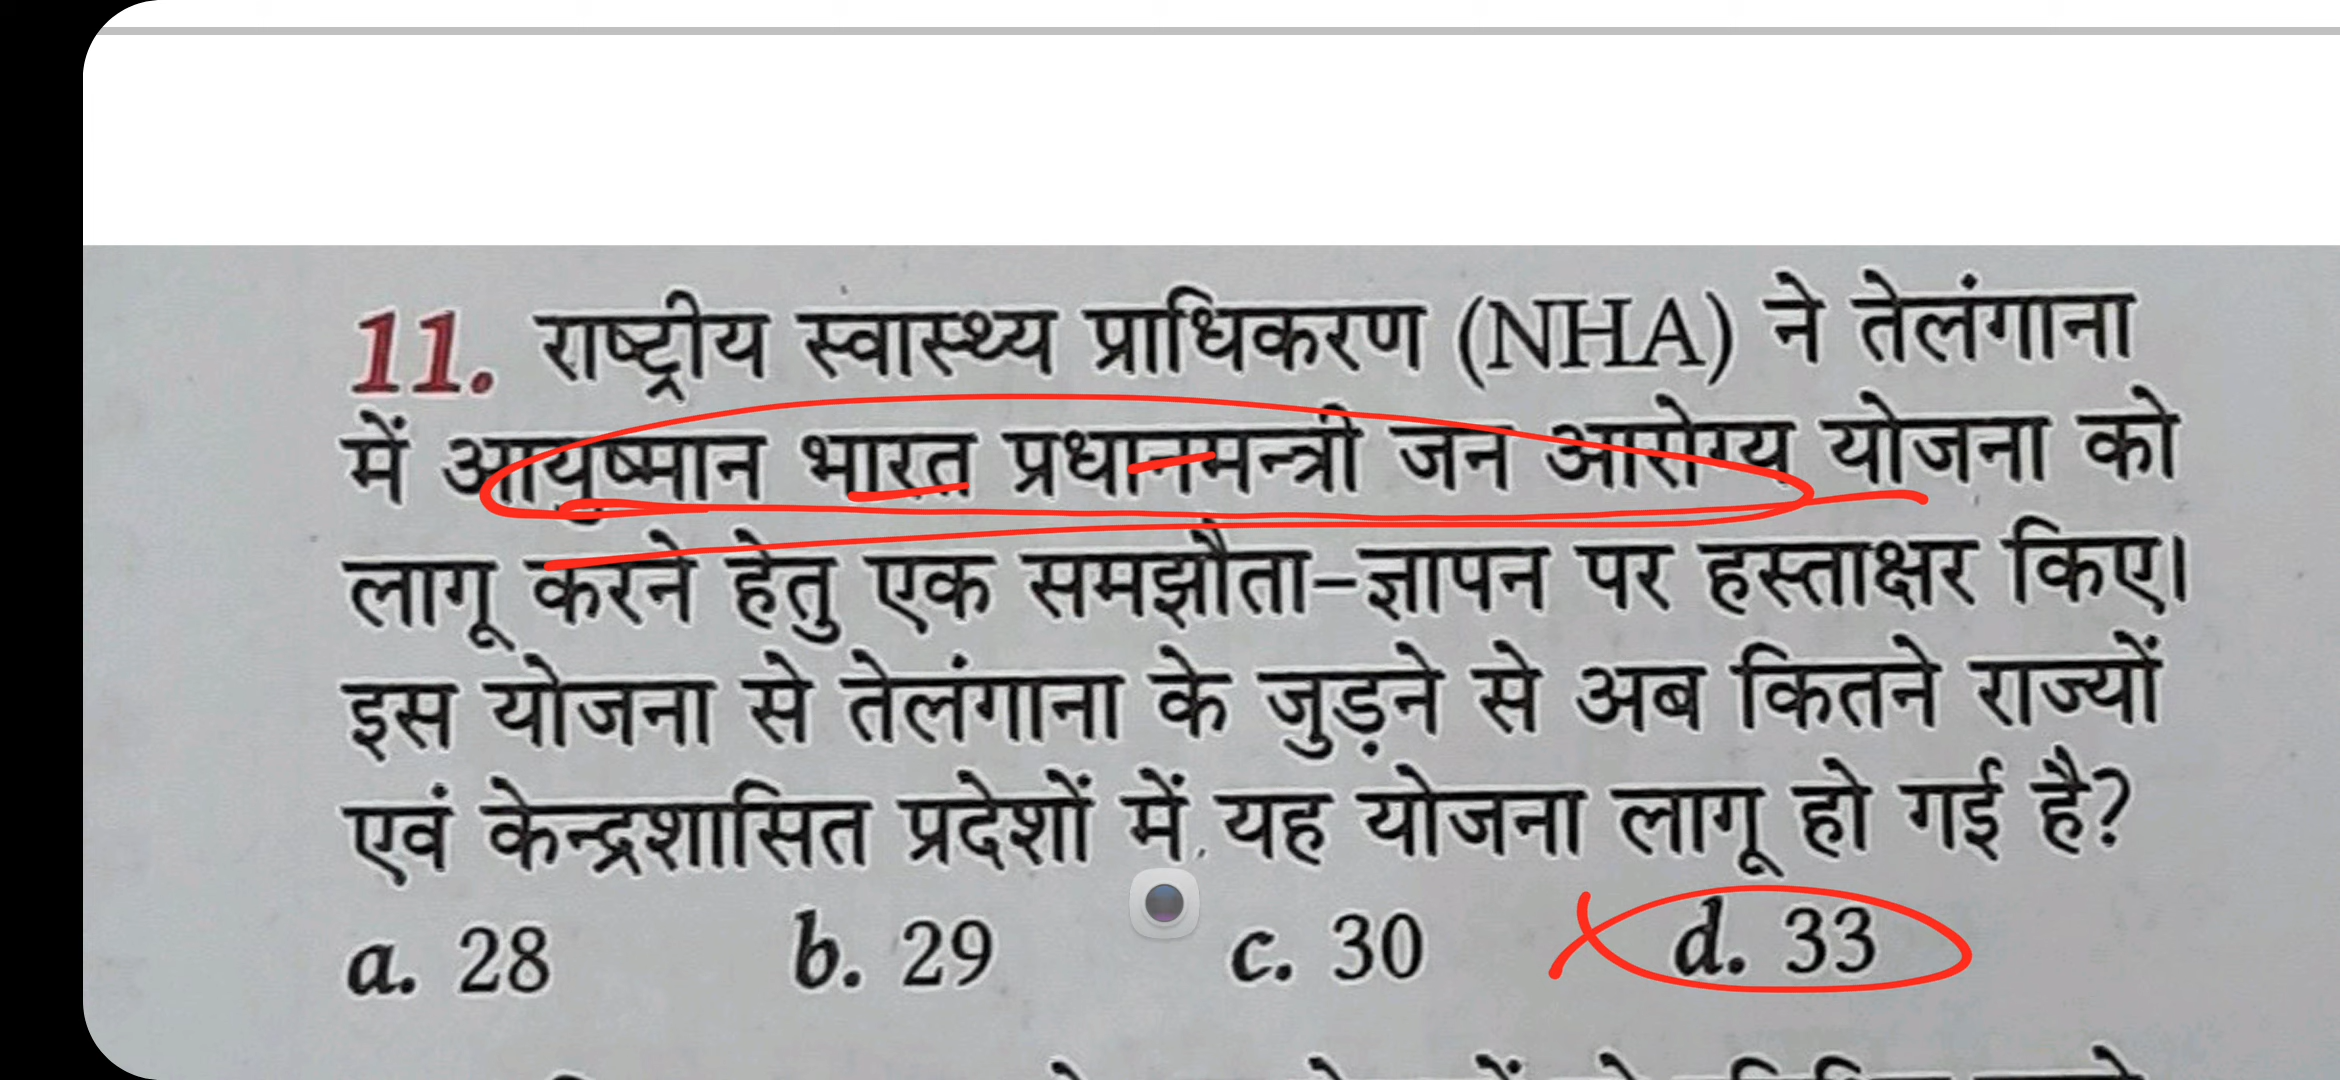 11. राष्ट्रीय स्वास्थ्य प्राधिकरण (NHA) ने तेलंगाना
में आयुष्मान भारत प्रधानमन्त्री जन आरोग्य योजना को
लागू करने हेतु एक समझौता-ज्ञापन पर हस्ताक्षर किए।
इस योजना से तेलंगाना के जुड़ने से अब कितने राज्यों
एवं केन्द्रशासित प्रदेशों में यह योजना लागू हो गई है?
a. 28 b. 29 c. 30 d. 33